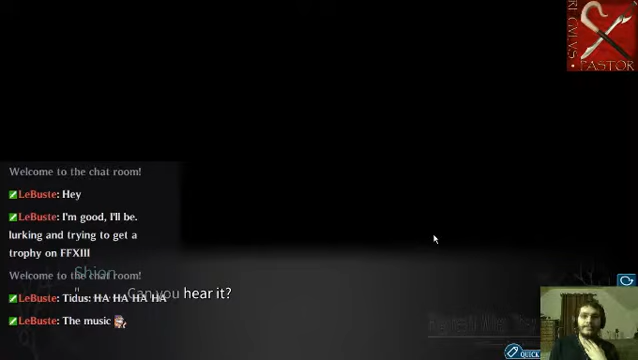 PASTOR
Welcome to the chat room!
LeBuste: Hey
LeBuste: I'm good, I'll be.
lurking and trying to get a
trophy on FFXIII
Welcome to the chat room!
Shion
LeBuste: Tidus: HA HA HA HA
"Can you hear it?
LeBuste: The music
QUICK